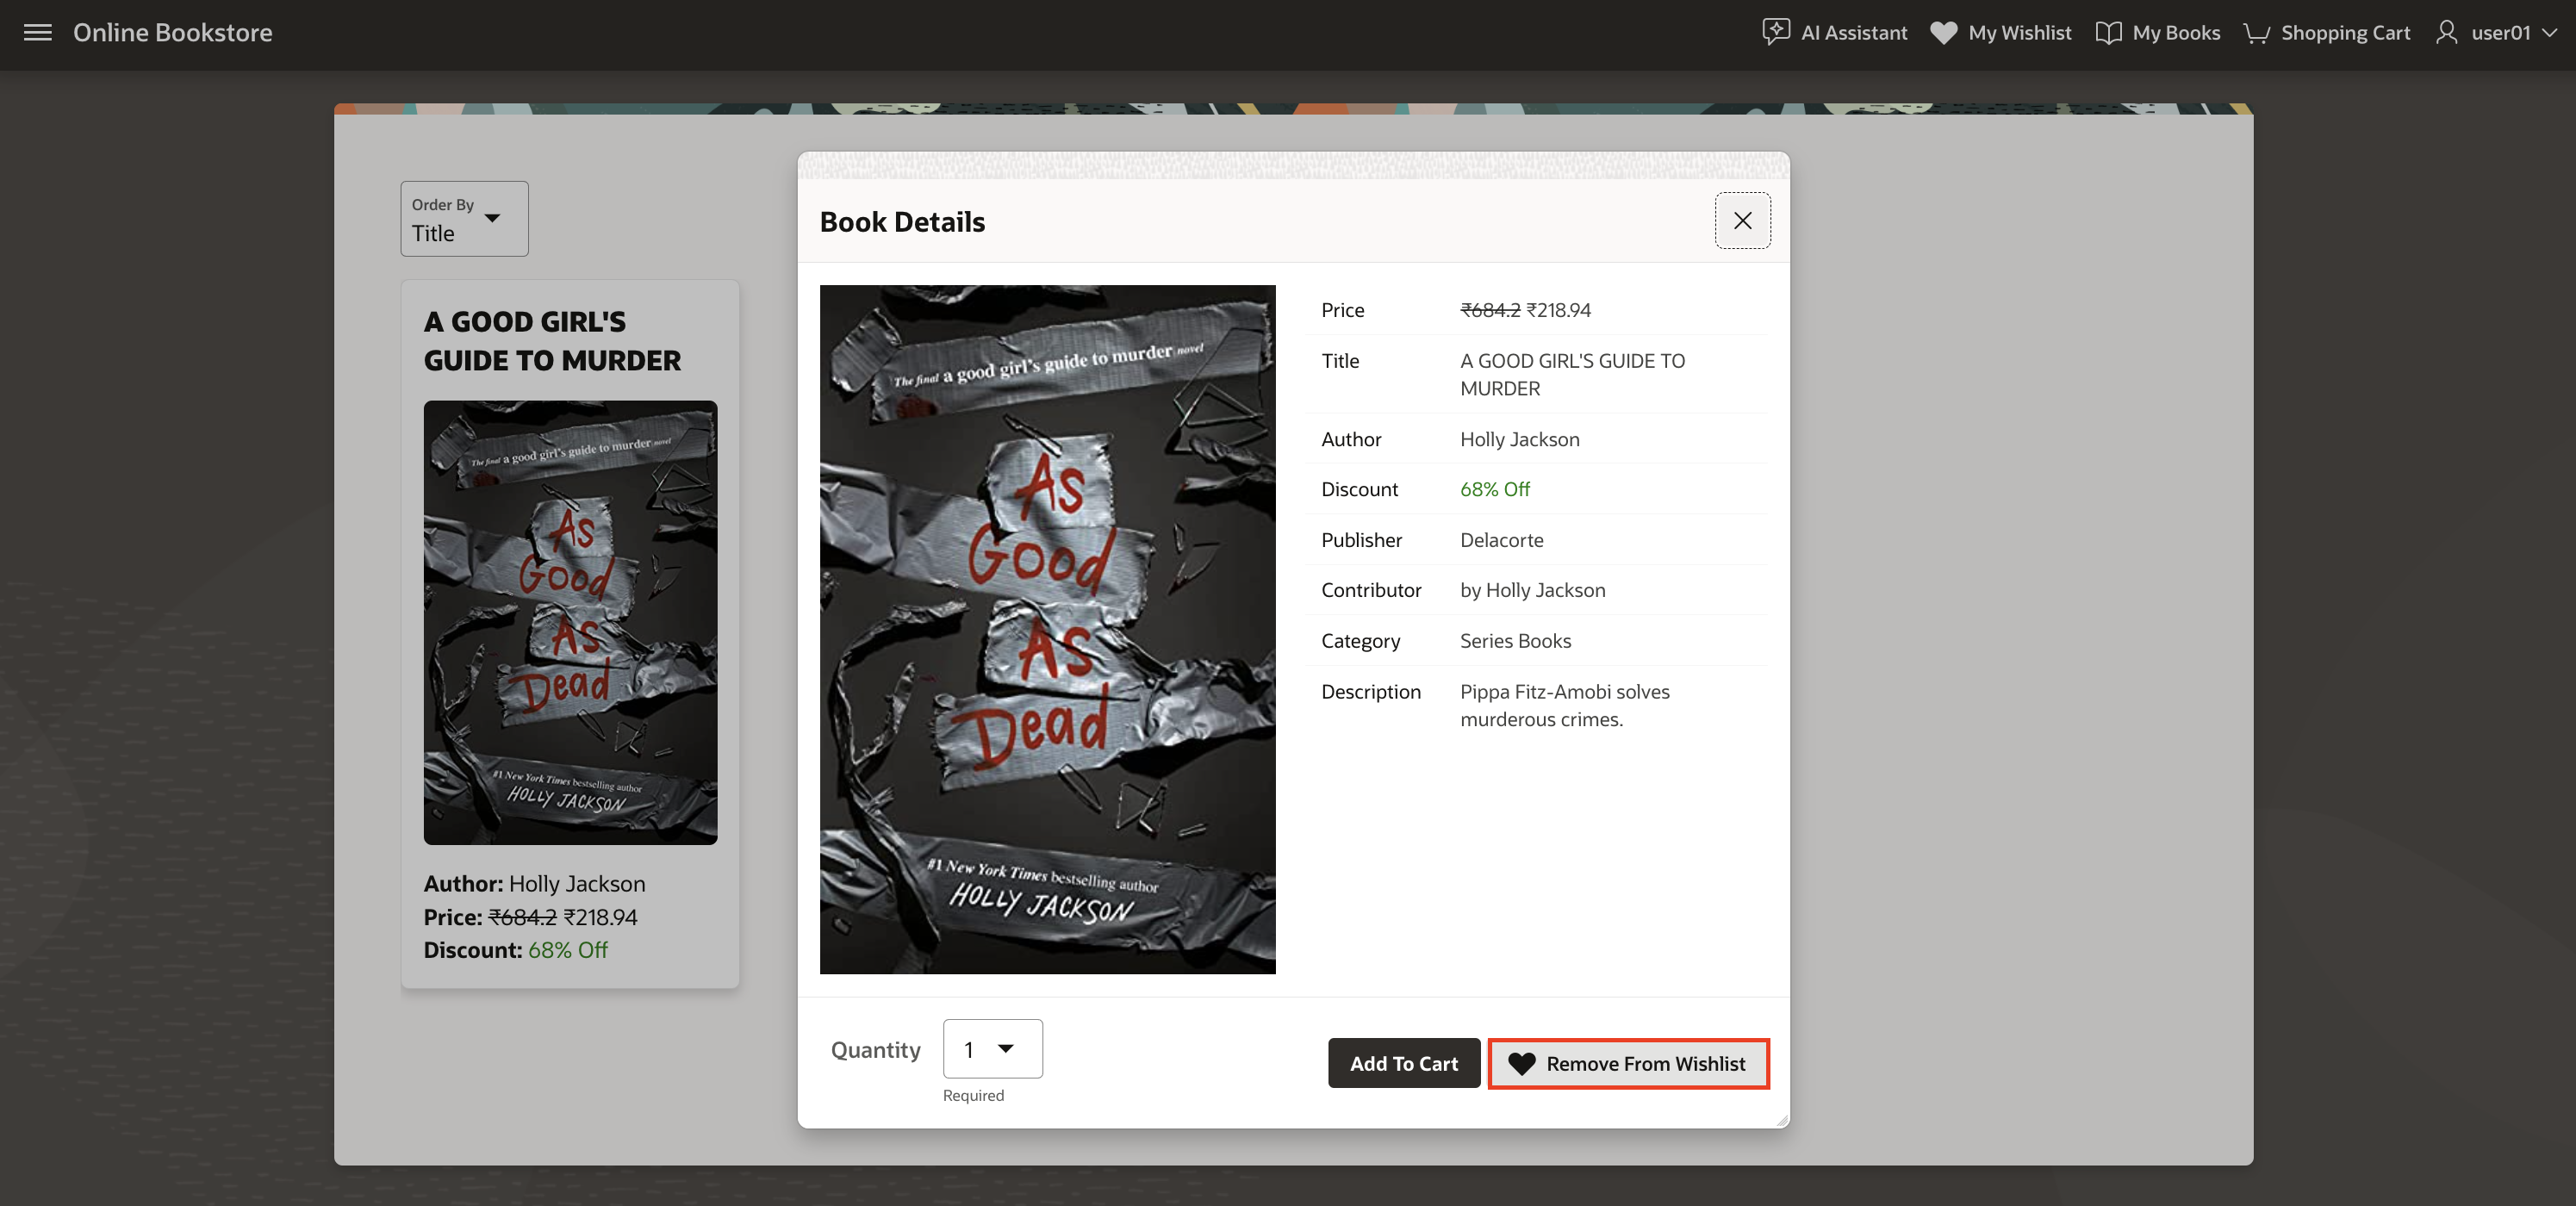 Online Bookstore
AI Assistant
My Wishlist
My Books
Shopping Cart
user01
Order By
Title
A GOOD GIRL'S
GUIDE TO MURDER
The final a good girl's guide to murder novel
As
Good
As
Dead
#1 New York Times bestselling author
HOLLY JACKSON
Author: Holly Jackson
Price: ₹684.2 ₹218.94
Discount: 68% Off
Book Details
The final a good girl's guide to murder novel
As
Good
As
Dead
#1 New York Times bestselling author
HOLLY JACKSON
Price ₹684.2 ₹218.94
Title A GOOD GIRL'S GUIDE TO
MURDER
Author Holly Jackson
Discount 68% Off
Publisher Delacorte
Contributor by Holly Jackson
Category Series Books
Description Pippa Fitz-Amobi solves
murderous crimes.
Quantity 1
Required
Add To Cart
Remove From Wishlist